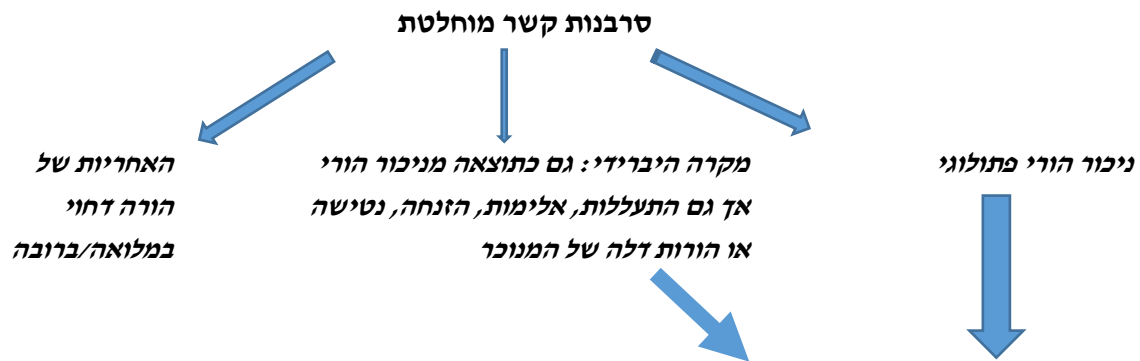 סרבנות קשר מוחלטת
ניכור הורי פתולוגי
מקרה היברידי: גם כתוצאה מניכור הורי
אך גם התעללות, אלימות, הזנחה, נטישה
או הורות דלה של המנוכר
האחריות של
הורה דחוי
במלואה/ברובה